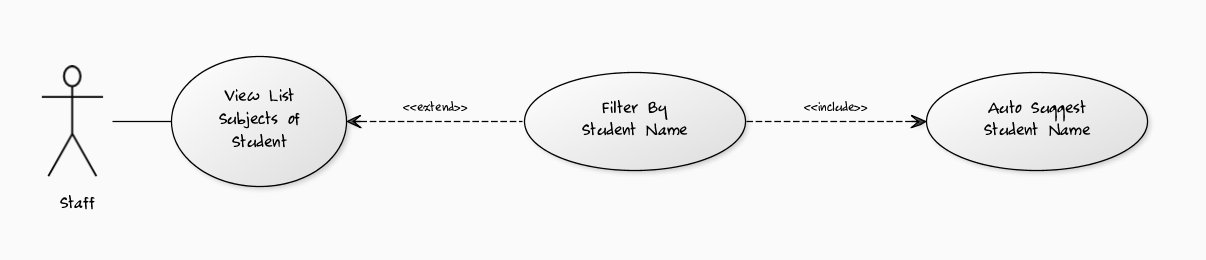 View List
Subjects of
Student
<<extend>>
Filter By
Student Name
<<include>>
Auto Suggest
Student Name
Staff